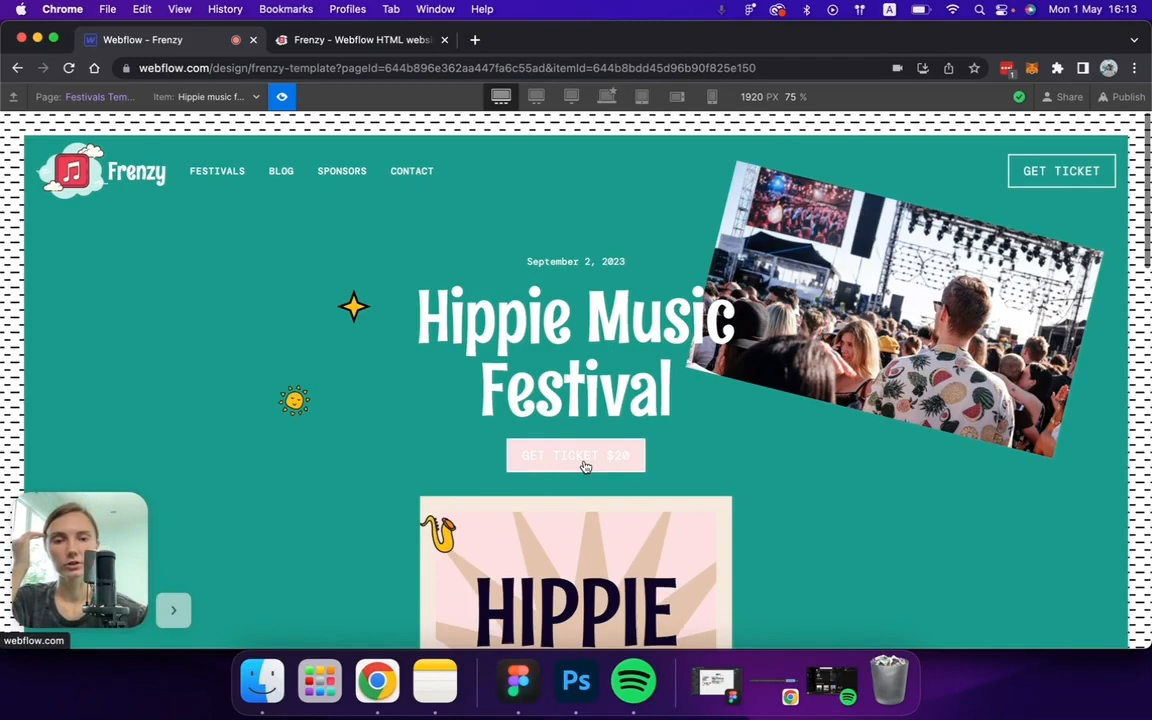 Chrome File Edit View History Bookmarks Profiles Tab Window Help A Mon 1 May 16:13
Webflow - Frenzy Frenzy - Webflow HTML websi
webflow.com/design/frenzy-template?pageId=644b896e362aa447fa6c55ad&itemId=644b8bdd45d96b90f825e150 1
Page: Festivals Tem... Item: Hippie music f... 1920 PX 75 % Share Publish
Frenzy FESTIVALS BLOG SPONSORS CONTACT GET TICKET
September 2, 2023
Hippie Music
Festival
GET TICKET $20
HIPPIE
webflow.com
Ps